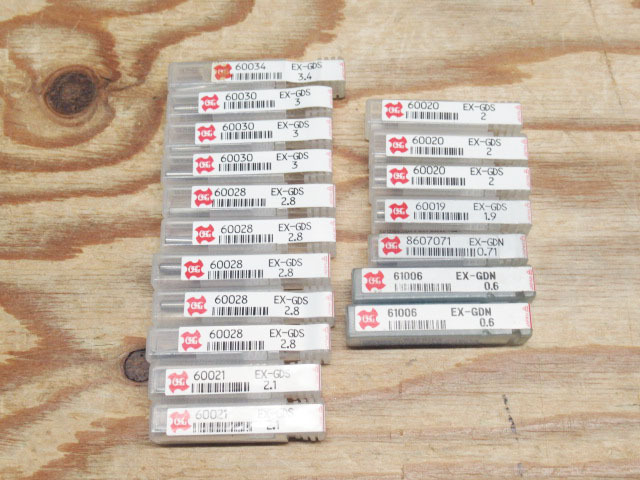 60034 EX-GDS
3.4
60030 EX-GDS
3
60030 EX-GDS
3
60030 EX-GDS
3
60028 EX-GDS
2.8
60028 EX-GDS
2.8
60028 EX-GDS
2.8
60028 EX-GDS
2.8
60028 EX-GDS
2.8
60021 EX-GDS
2.1
60021 EX-GDS
2.1
60020 EX-GDS
2
60020 EX-GDS
2
60020 EX-GDS
2
60019 EX-GDS
1.9
8607071 EX-GDN
0.71
61006 EX-GDN
0.6
61006 EX-GDN
0.6